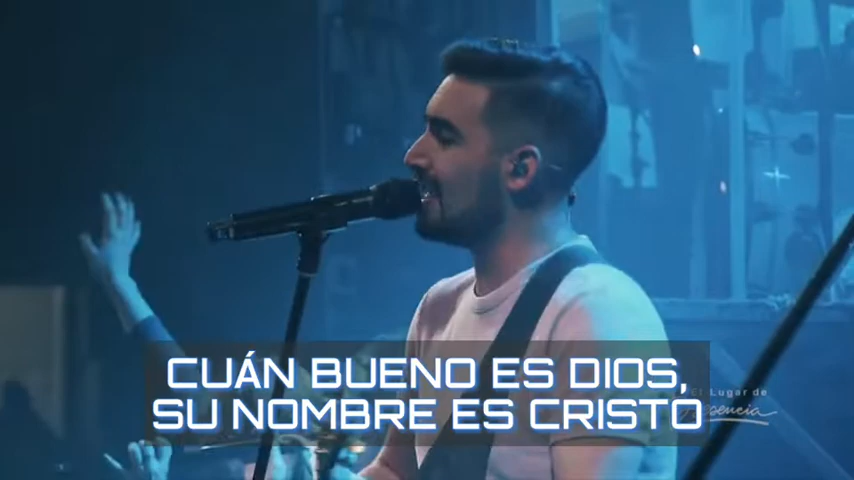 CUÁN BUENO ES DIOS,
SU NOMBRE ES CRISTO
El Lugar de